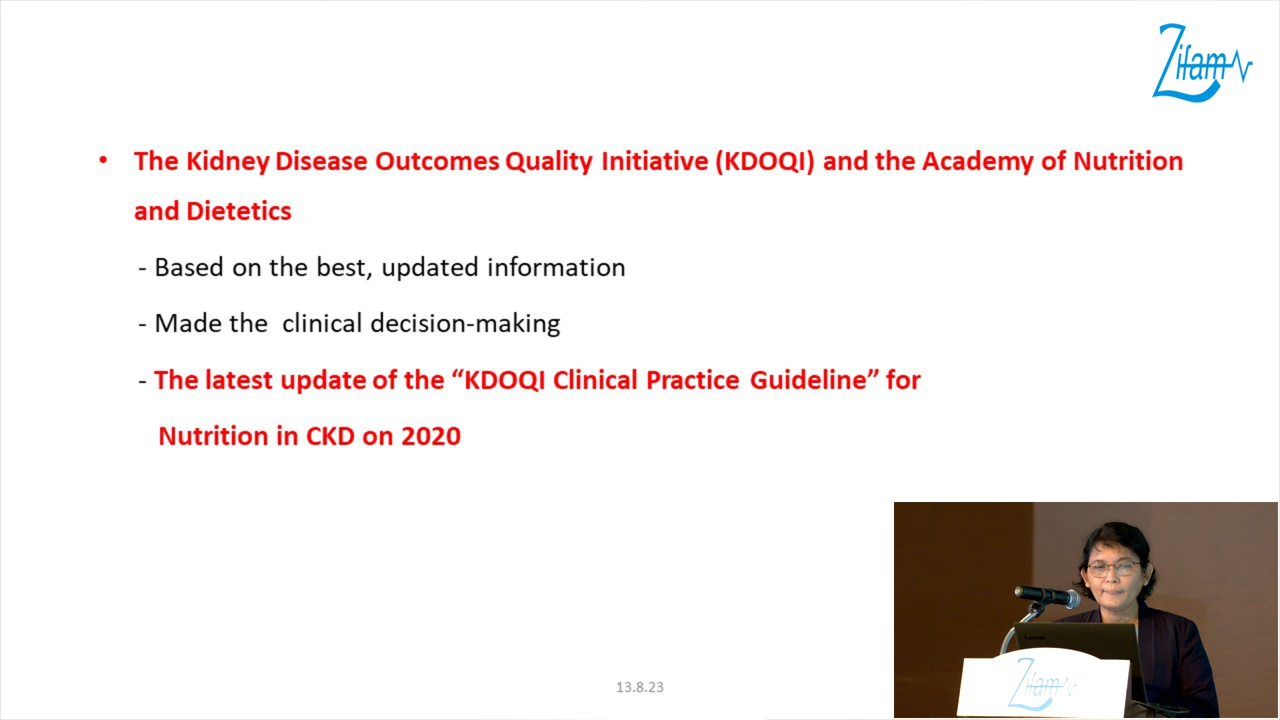 Zifam
• The Kidney Disease Outcomes Quality Initiative (KDOQI) and the Academy of Nutrition
and Dietetics
- Based on the best, updated information
- Made the clinical decision-making
- The latest update of the “KDOQI Clinical Practice Guideline” for
Nutrition in CKD on 2020
Lenovo
Zifam
13.8.23